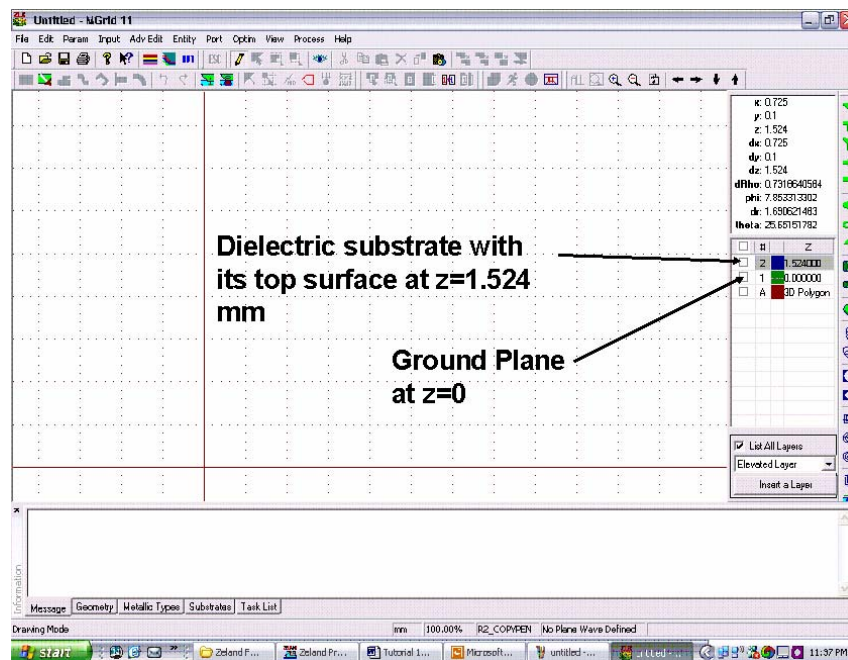 Untitled - MGrid 11
File Edit Param Input Adv Edit Entity Port Optim View Process Help
ESC
ALL
x: 0.725
y: 0.1
z: 1.524
dx: 0.725
dy: 0.1
dz: 1.524
dRho: 0.7318640584
phi: 7.853313302
dr: 1.690621483
theta: 25.65151782
# Z
2 1.524000
1 0.000000
A 3D Polygon
Dielectric substrate with
its top surface at z=1.524
mm
Ground Plane
at z=0
List All Layers
Elevated Layer
Insert a Layer
Information
Message Geometry Metallic Types Substrates Task List
Drawing Mode mm 100.00% R2_COPYPEN No Plane Wave Defined
start Zeland F... Zeland Pr... Tutorial 1... Microsoft... untitled -... Untitled -... 11:37 PM